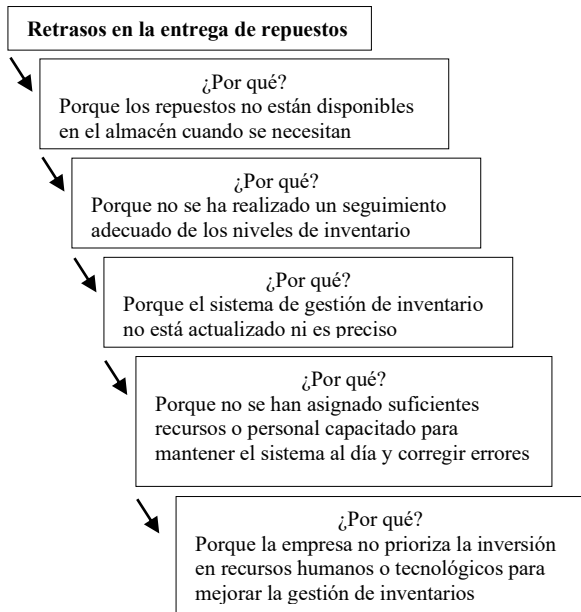 Retrasos en la entrega de repuestos
¿Por qué?
Porque los repuestos no están disponibles
en el almacén cuando se necesitan
¿Por qué?
Porque no se ha realizado un seguimiento
adecuado de los niveles de inventario
¿Por qué?
Porque el sistema de gestión de inventario
no está actualizado ni es preciso
¿Por qué?
Porque no se han asignado suficientes
recursos o personal capacitado para
mantener el sistema al día y corregir errores
¿Por qué?
Porque la empresa no prioriza la inversión
en recursos humanos o tecnológicos para
mejorar la gestión de inventarios